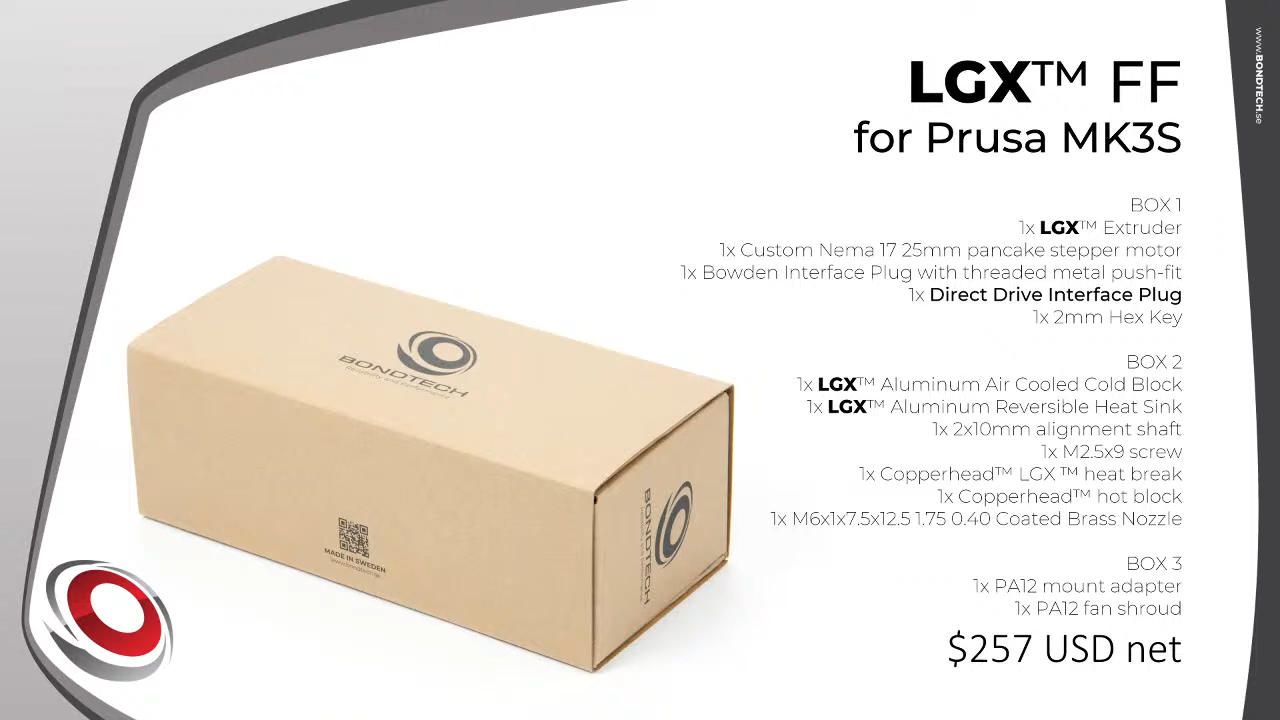 www.BONDTECH.se
LGX™ FF
for Prusa MK3S
BOX 1
1x LGX™ Extruder
1x Custom Nema 17 25mm pancake stepper motor
1x Bowden Interface Plug with threaded metal push-fit
1x Direct Drive Interface Plug
1x 2mm Hex Key
BOX 2
1x LGX™ Aluminum Air Cooled Cold Block
1x LGX™ Aluminum Reversible Heat Sink
1x 2x10mm alignment shaft
1x M2.5x9 screw
1x Copperhead™ LGX ™ heat break
1x Copperhead™ hot block
1x M6x1x7.5x12.5 1.75 0.40 Coated Brass Nozzle
BOX 3
1x PA12 mount adapter
1x PA12 fan shroud
$257 USD net
BONDTECH
MADE IN SWEDEN
www.bondtech.se
BONDTECH